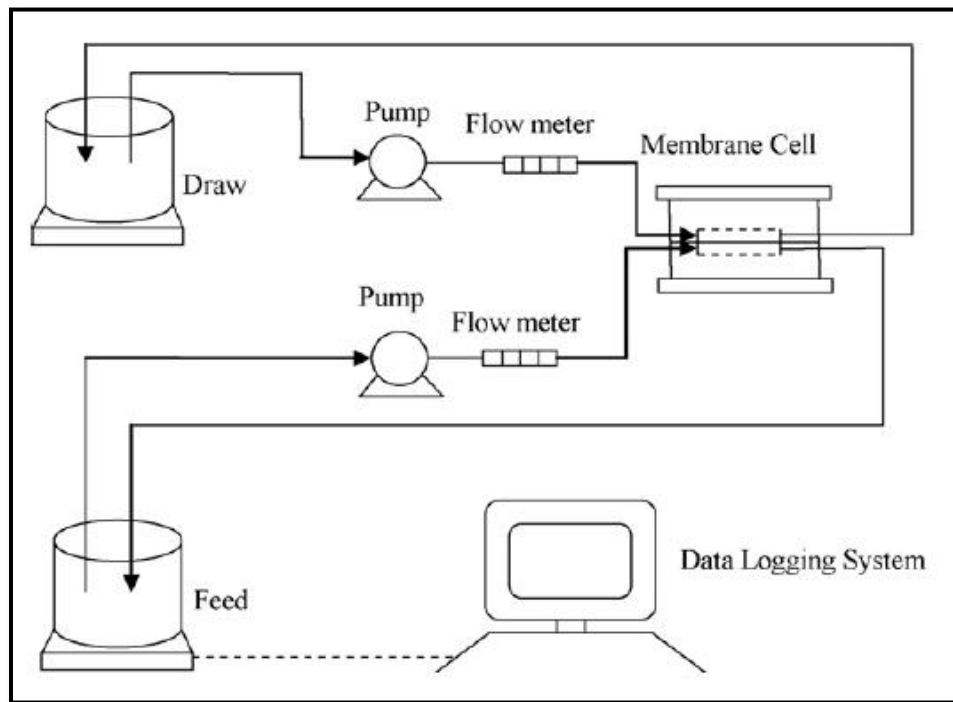 Pump
Flow meter
Membrane Cell
Draw
Pump
Flow meter
Data Logging System
Feed